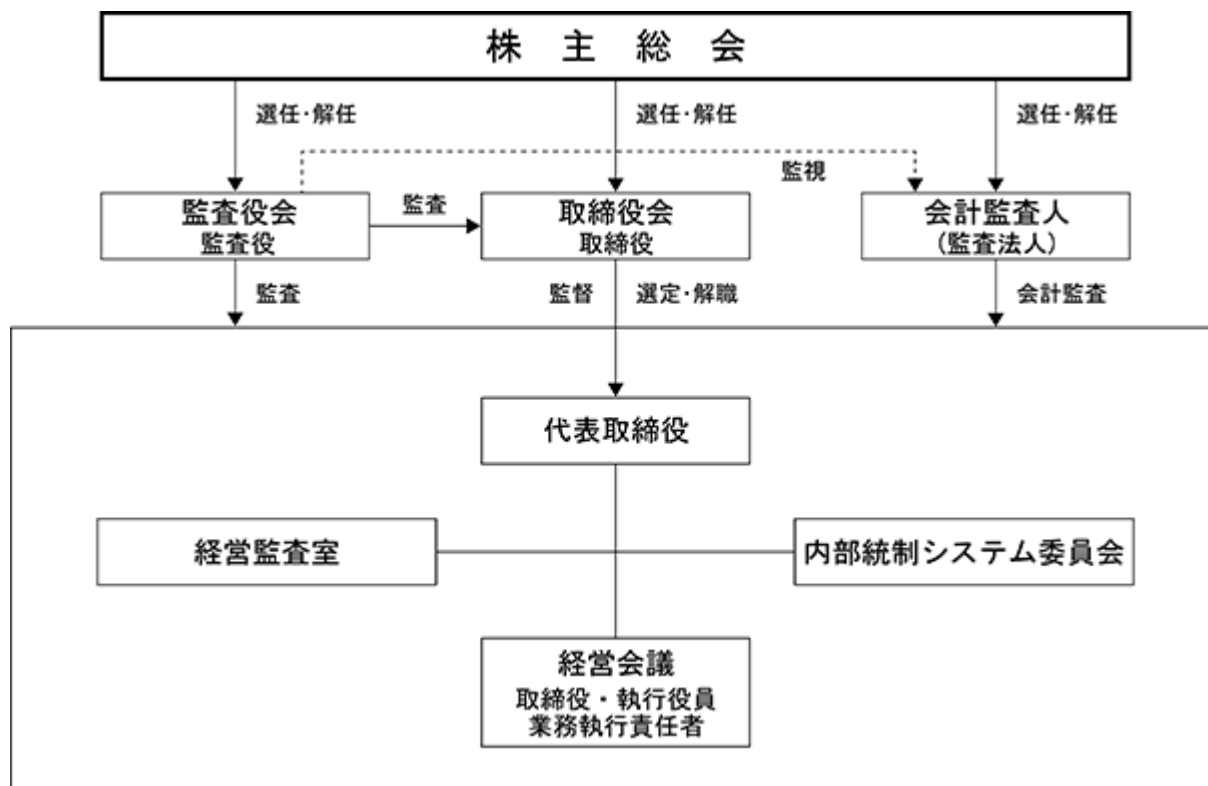 株 主 総 会
選任・解任
選任・解任
選任・解任
監視
監査役会
監査役
監査
取締役会
取締役
会計監査人
（監査法人）
監査
監督
選定・解職
会計監査
代表取締役
経営監査室
内部統制システム委員会
経営会議
取締役・執行役員
業務執行責任者